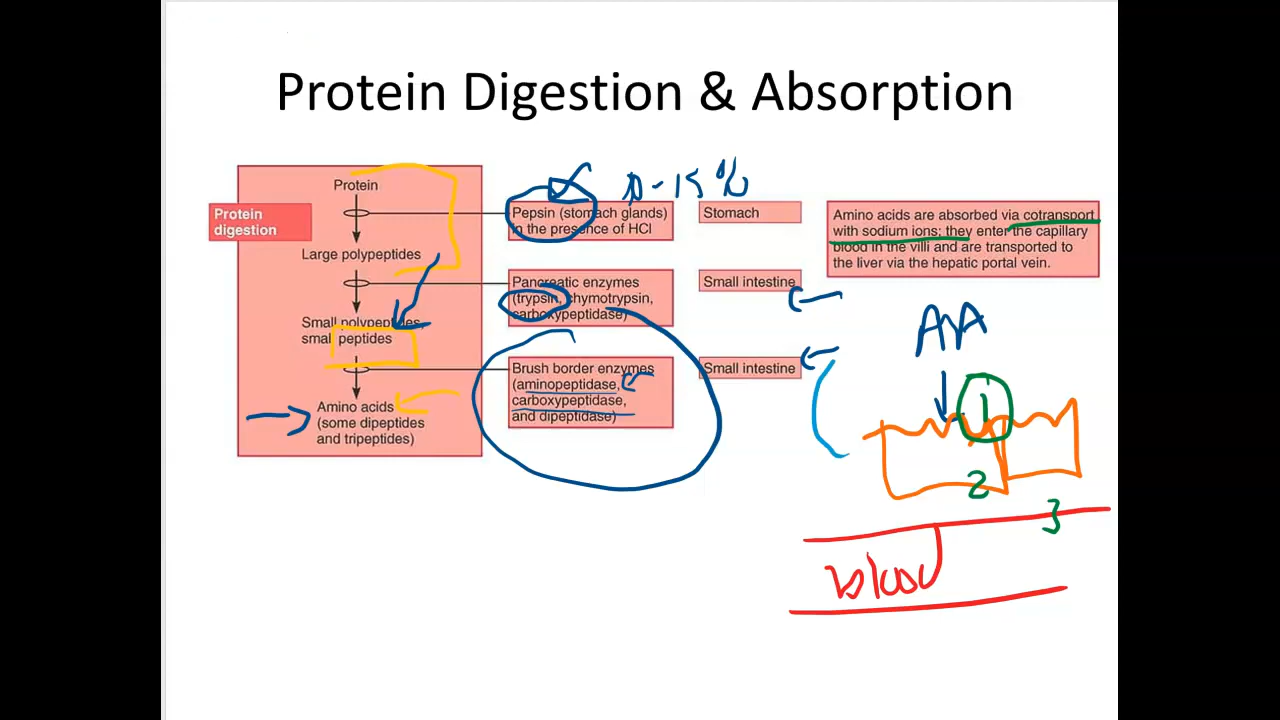 Protein Digestion & Absorption
Protein
digestion
Protein
Large polypeptides
Small polypeptides,
small peptides
Amino acids
(some dipeptides
and tripeptides)
Pepsin (stomach glands)
in the presence of HCl
Pancreatic enzymes
(trypsin, chymotrypsin,
carboxypeptidase)
Brush border enzymes
(aminopeptidase,
carboxypeptidase,
and dipeptidase)
Stomach
Small intestine
Small intestine
Amino acids are absorbed via cotransport
with sodium ions; they enter the capillary
blood in the villi and are transported to
the liver via the hepatic portal vein.
-15 %
AA
1
2
3
blood